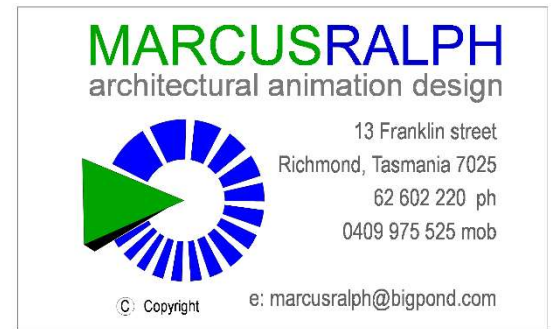 MARCUSRALPH
architectural animation design
13 Franklin street
Richmond, Tasmania 7025
62 602 220 ph
0409 975 525 mob
© Copyright
e: marcusralph@bigpond.com